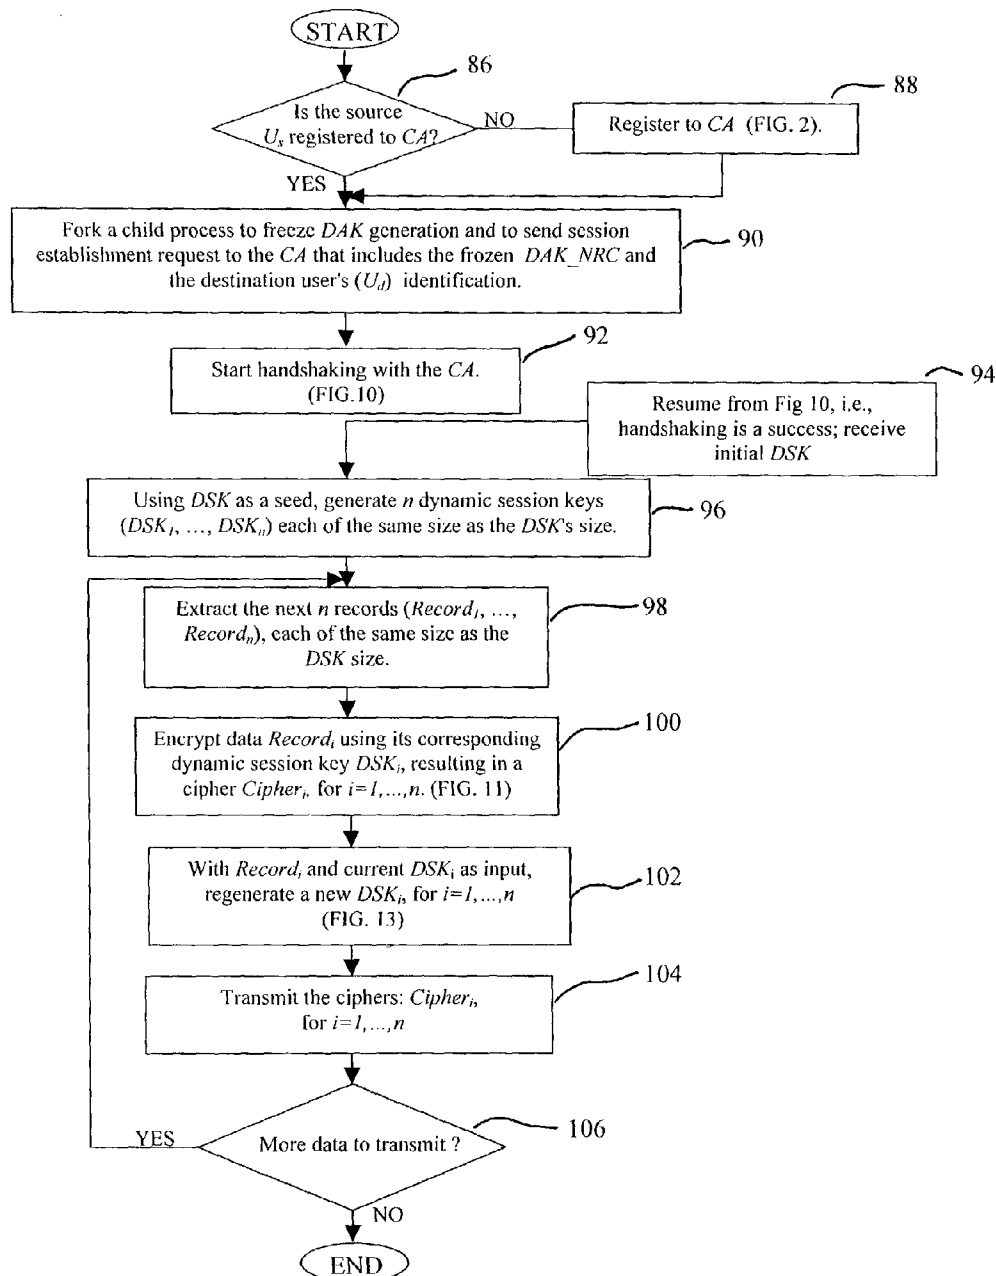 START
86
Is the source
Us registered to CA?
NO
88
Register to CA (FIG. 2).
YES
Fork a child process to freeze DAK generation and to send session
establishment request to the CA that includes the frozen DAK_NRC and
the destination user's (Ud) identification.
90
92
Start handshaking with the CA.
(FIG.10)
94
Resume from Fig 10, i.e.,
handshaking is a success; receive
initial DSK
Using DSK as a seed, generate n dynamic session keys
(DSK1, ..., DSKn) each of the same size as the DSK's size.
96
Extract the next n records (Record1, ...,
Recordn), each of the same size as the
DSK size.
98
Encrypt data Recordi using its corresponding
dynamic session key DSKi, resulting in a
cipher Cipheri, for i=1,...,n. (FIG. 11)
100
With Recordi and current DSKi as input,
regenerate a new DSKi, for i=1,...,n
(FIG. 13)
102
Transmit the ciphers: Cipheri,
for i=1,...,n
104
More data to transmit ?
106
YES
NO
END